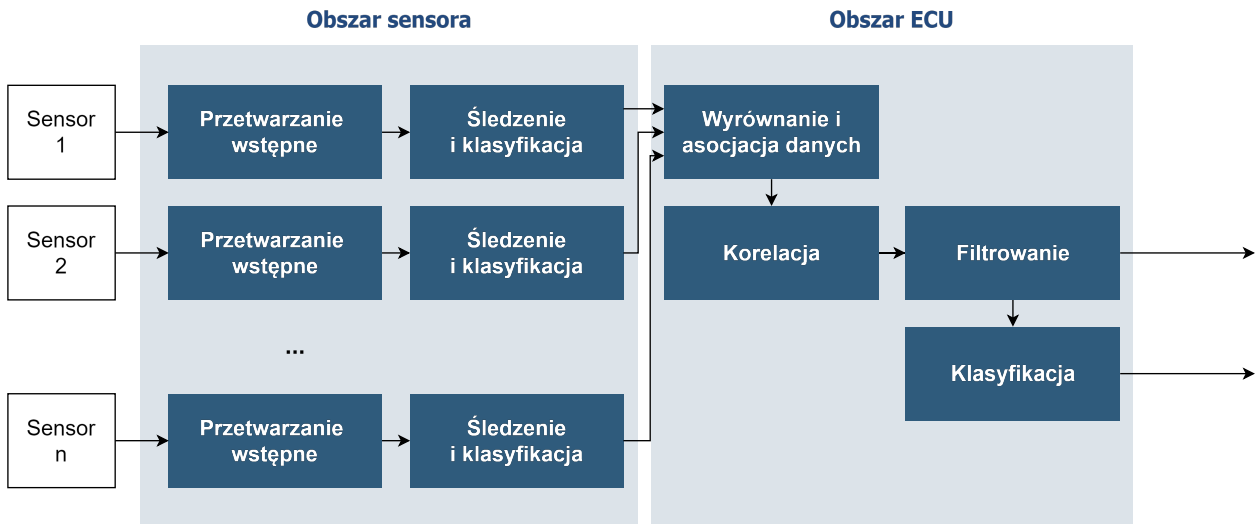 Obszar sensora
Obszar ECU
Sensor
1
Przetwarzanie
wstępne
Śledzenie
i klasyfikacja
Wyrównanie i
asocjacja danych
Sensor
2
Przetwarzanie
wstępne
Śledzenie
i klasyfikacja
Korelacja
Filtrowanie
...
Klasyfikacja
Sensor
n
Przetwarzanie
wstępne
Śledzenie
i klasyfikacja